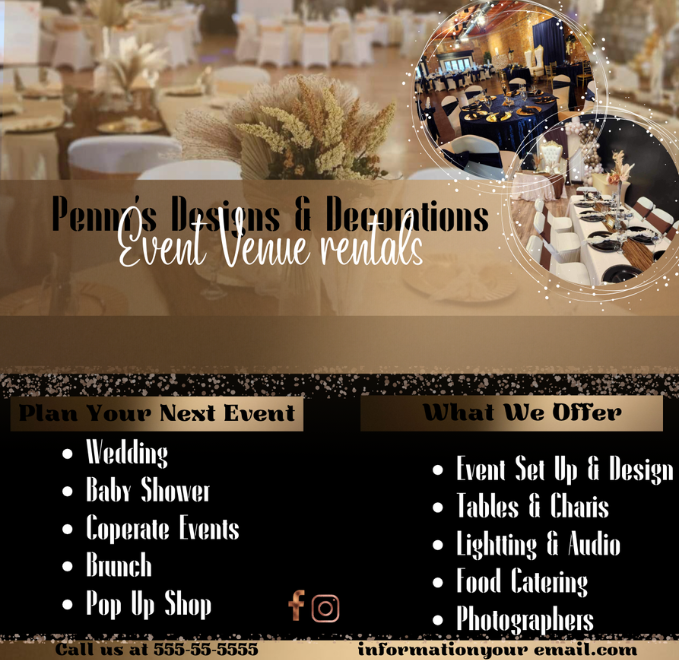 Penny's Designs & Decorations
Event Venue rentals
Plan Your Next Event
What We Offer
• Wedding
• Baby Shower
• Coperate Events
• Brunch
• Pop Up Shop
• Event Set Up & Design
• Tables & Charis
• Lightting & Audio
• Food Catering
• Photographers
Call us at 555-55-5555
informationyour email.com